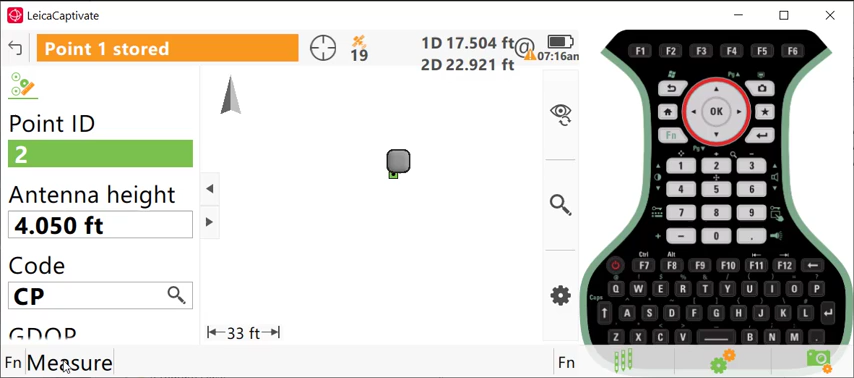 LeicaCaptivate
Point 1 stored
19
1D 17.504 ft
2D 22.921 ft
@
07:16am
Point ID
2
Antenna height
4.050 ft
Code
CP
GDOP
33 ft
Fn Measure Fn
F1 F2 F3 F4 F5 F6
Pg
OK
Fn
Pg
1 2 3
4 5 6
7 8 9
+ − 0 .
Ctrl Alt
F7 F8 F9 F10 F11 F12
Q W E R T Y U I O P
Caps
A S D F G H J K L
Z X C V B N M .